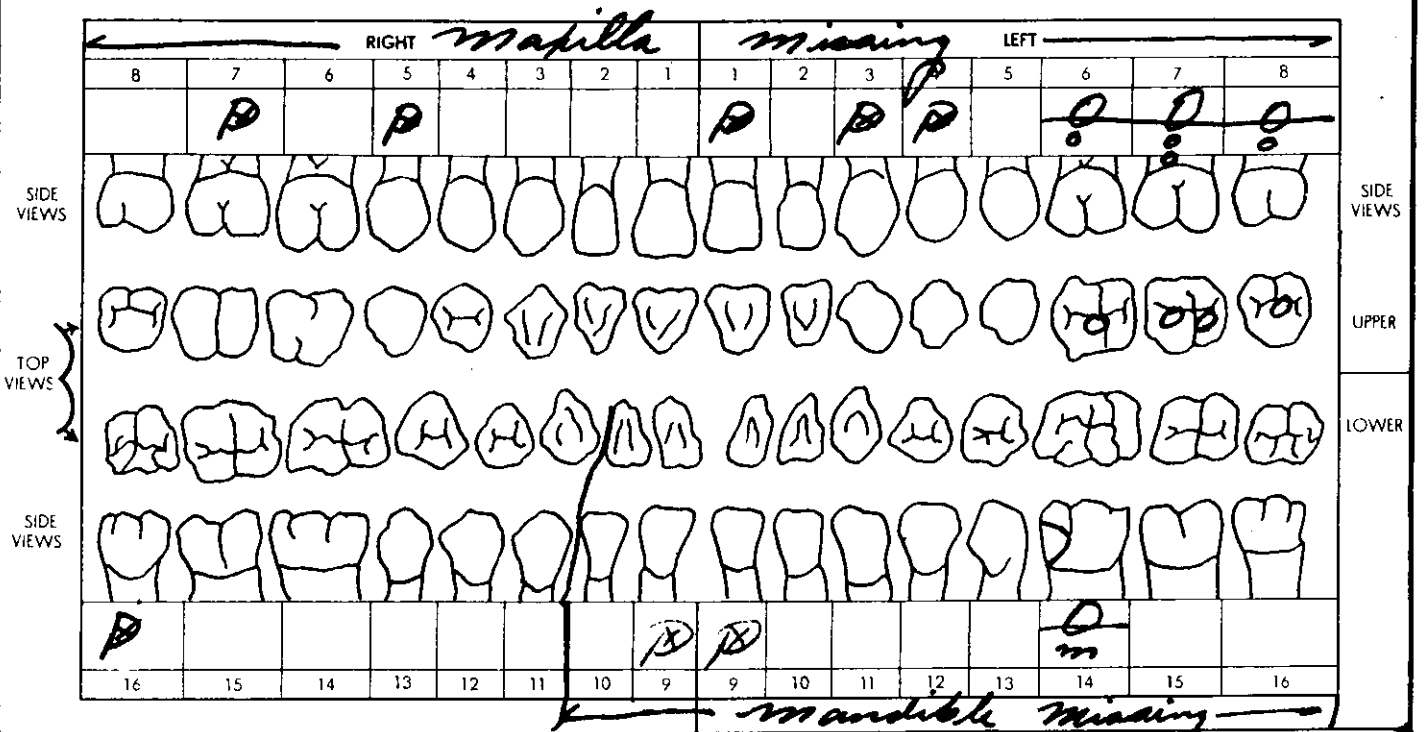 RIGHT Maxilla missing LEFT
8 7 6 5 4 3 2 1 1 2 3 4 5 6 7 8
O O O
o o o o
SIDE VIEWS SIDE VIEWS
UPPER
TOP VIEWS
LOWER
SIDE VIEWS
X X O
m
16 15 14 13 12 11 10 9 9 10 11 12 13 14 15 16
mandible missing